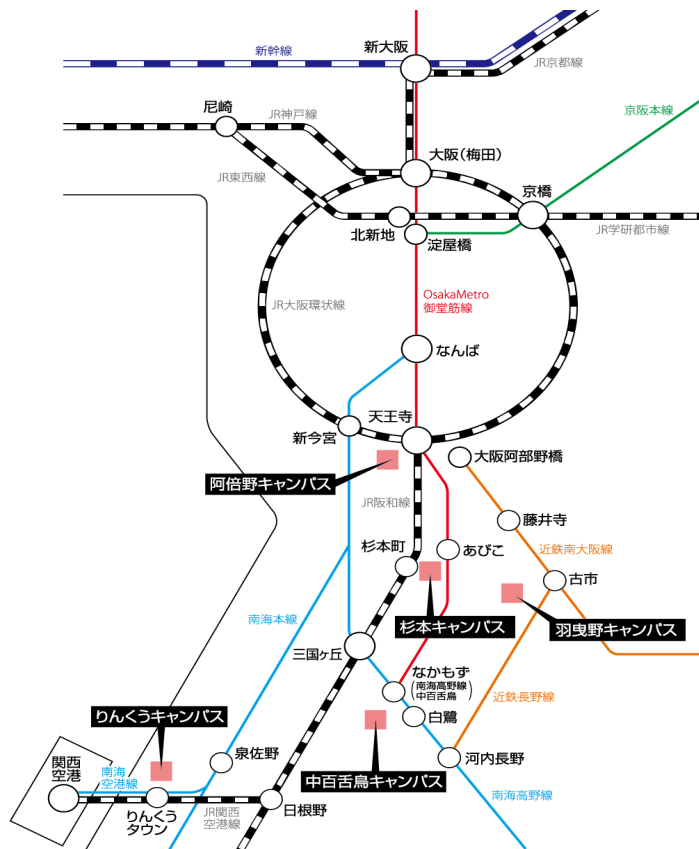 新幹線
新大阪
JR京都線
尼崎
JR神戸線
京阪本線
大阪（梅田）
JR東西線
京橋
北新地
淀屋橋
JR学研都市線
OsakaMetro
御堂筋線
JR大阪環状線
なんば
天王寺
新今宮
大阪阿部野橋
阿倍野キャンパス
JR阪和線
藤井寺
あびこ
近鉄南大阪線
杉本町
古市
南海本線
杉本キャンパス
羽曳野キャンパス
三国ヶ丘
なかもず
（南海高野線
中百舌鳥）
近鉄長野線
りんくうキャンパス
白鷺
泉佐野
河内長野
関西
空港
南海
空港線
中百舌鳥キャンパス
南海高野線
りんくう
タウン
JR関西
空港線
日根野